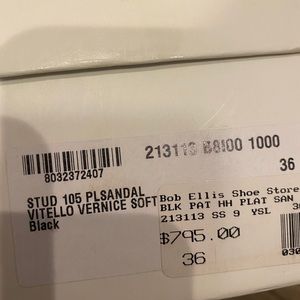 213113 B8I00 1000
8032372407
36
STUD 105 PLSANDAL
VITELLO VERNICE SOFT
Black
Bob Ellis Shoe Store
BLK PAT HH PLAT SAN
213113 SS 9 YSL
$795.00
36